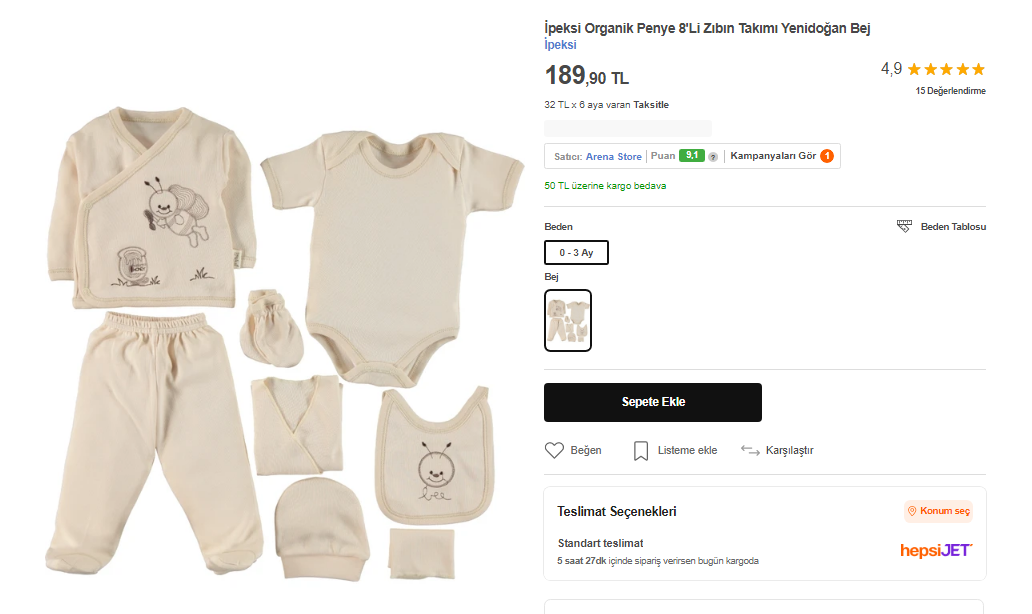 İpeksi Organik Penye 8'Li Zıbın Takımı Yenidoğan Bej
İpeksi
189,90 TL
4,9
15 Değerlendirme
32 TL x 6 aya varan Taksitle
Satıcı: Arena Store Puan 9,1 ? Kampanyaları Gör 1
50 TL üzerine kargo bedava
Beden
Beden Tablosu
0 - 3 Ay
Bej
Sepete Ekle
Beğen Listeme ekle Karşılaştır
Teslimat Seçenekleri
Konum seç
Standart teslimat
5 saat 27dk içinde sipariş verirsen bugün kargoda
hepsiJET
bee